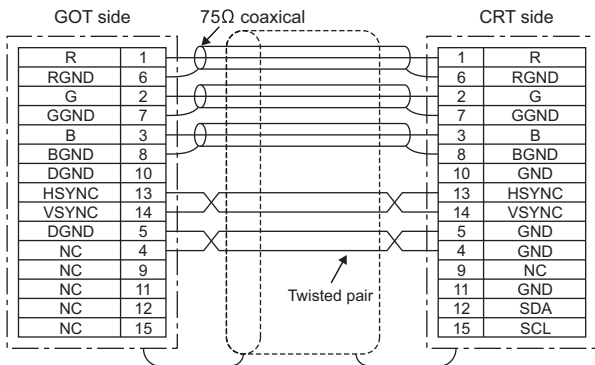 GOT side 75Ω coaxical CRT side
R 1 1 R
RGND 6 6 RGND
G 2 2 G
GGND 7 7 GGND
B 3 3 B
BGND 8 8 BGND
DGND 10 10 GND
HSYNC 13 13 HSYNC
VSYNC 14 14 VSYNC
DGND 5 5 GND
NC 4 4 GND
NC 9 9 NC
NC 11 11 GND
NC 12 12 SDA
NC 15 15 SCL
Twisted pair